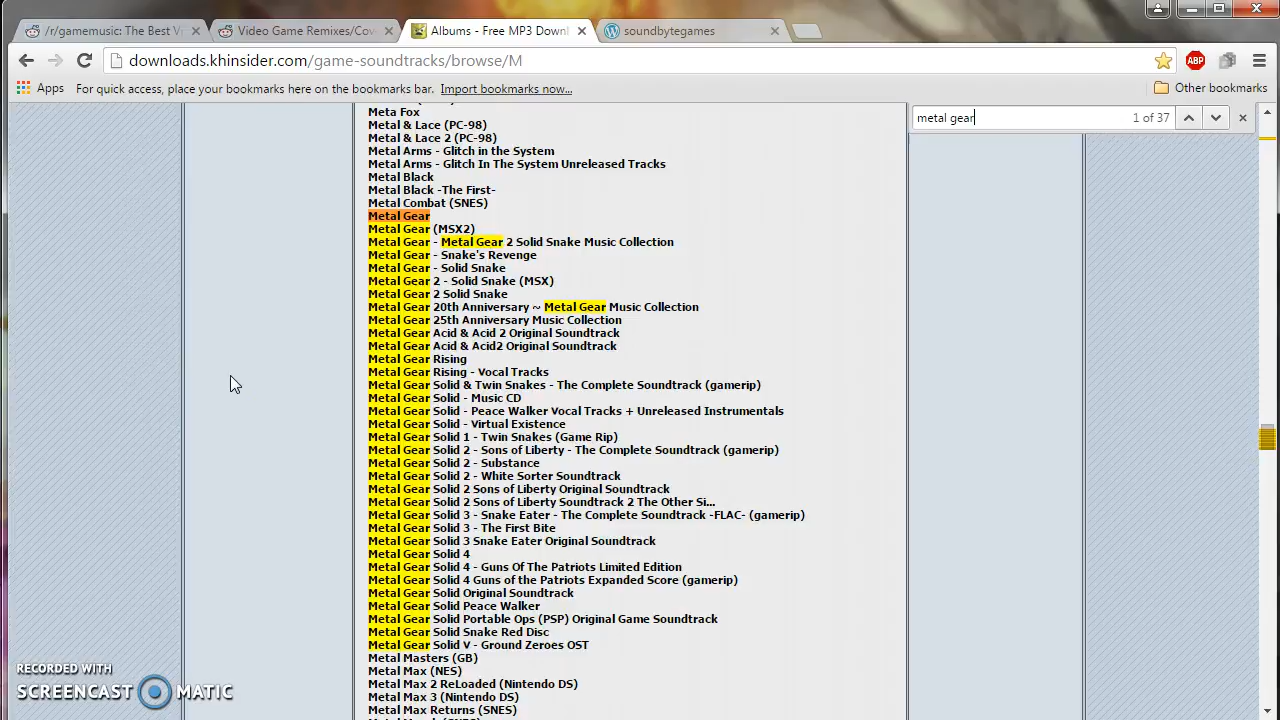 /r/gamemusic: The Best V
Video Game Remixes/Cov
Albums - Free MP3 Downl
soundbytegames
downloads.khinsider.com/game-soundtracks/browse/M
ABP
Apps
For quick access, place your bookmarks here on the bookmarks bar.
Import bookmarks now...
Other bookmarks
metal gear
1 of 37
Meta Fox
Metal & Lace (PC-98)
Metal & Lace 2 (PC-98)
Metal Arms - Glitch in the System
Metal Arms - Glitch In The System Unreleased Tracks
Metal Black
Metal Black -The First-
Metal Combat (SNES)
Metal Gear
Metal Gear (MSX2)
Metal Gear - Metal Gear 2 Solid Snake Music Collection
Metal Gear - Snake's Revenge
Metal Gear - Solid Snake
Metal Gear 2 - Solid Snake (MSX)
Metal Gear 2 Solid Snake
Metal Gear 20th Anniversary ~ Metal Gear Music Collection
Metal Gear 25th Anniversary Music Collection
Metal Gear Acid & Acid 2 Original Soundtrack
Metal Gear Acid & Acid2 Original Soundtrack
Metal Gear Rising
Metal Gear Rising - Vocal Tracks
Metal Gear Solid & Twin Snakes - The Complete Soundtrack (gamerip)
Metal Gear Solid - Music CD
Metal Gear Solid - Peace Walker Vocal Tracks + Unreleased Instrumentals
Metal Gear Solid - Virtual Existence
Metal Gear Solid 1 - Twin Snakes (Game Rip)
Metal Gear Solid 2 - Sons of Liberty - The Complete Soundtrack (gamerip)
Metal Gear Solid 2 - Substance
Metal Gear Solid 2 - White Sorter Soundtrack
Metal Gear Solid 2 Sons of Liberty Original Soundtrack
Metal Gear Solid 2 Sons of Liberty Soundtrack 2 The Other Si...
Metal Gear Solid 3 - Snake Eater - The Complete Soundtrack -FLAC- (gamerip)
Metal Gear Solid 3 - The First Bite
Metal Gear Solid 3 Snake Eater Original Soundtrack
Metal Gear Solid 4
Metal Gear Solid 4 - Guns Of The Patriots Limited Edition
Metal Gear Solid 4 Guns of the Patriots Expanded Score (gamerip)
Metal Gear Solid Original Soundtrack
Metal Gear Solid Peace Walker
Metal Gear Solid Portable Ops (PSP) Original Game Soundtrack
Metal Gear Solid Snake Red Disc
Metal Gear Solid V - Ground Zeroes OST
Metal Masters (GB)
Metal Max (NES)
Metal Max 2 ReLoaded (Nintendo DS)
Metal Max 3 (Nintendo DS)
Metal Max Returns (SNES)
RECORDED WITH
SCREENCAST MATIC